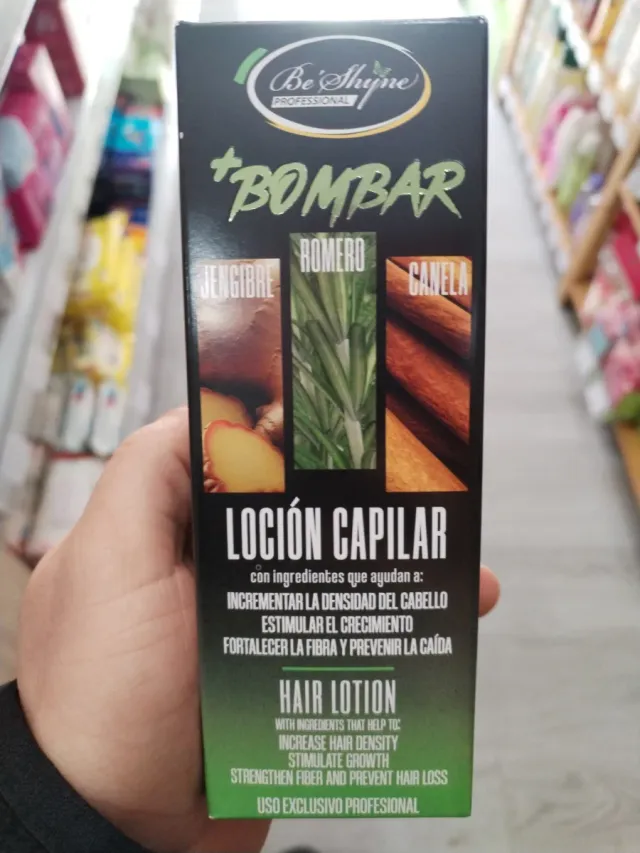 Be'Shyne
PROFESSIONAL
+BOMBAR
JENGIBRE
ROMERO
CANELA
LOCIÓN CAPILAR
con ingredientes que ayudan a:
INCREMENTAR LA DENSIDAD DEL CABELLO
ESTIMULAR EL CRECIMIENTO
FORTALECER LA FIBRA Y PREVENIR LA CAÍDA
HAIR LOTION
WITH INGREDIENTS THAT HELP TO:
INCREASE HAIR DENSITY
STIMULATE GROWTH
STRENGTHEN FIBER AND PREVENT HAIR LOSS
USO EXCLUSIVO PROFESIONAL